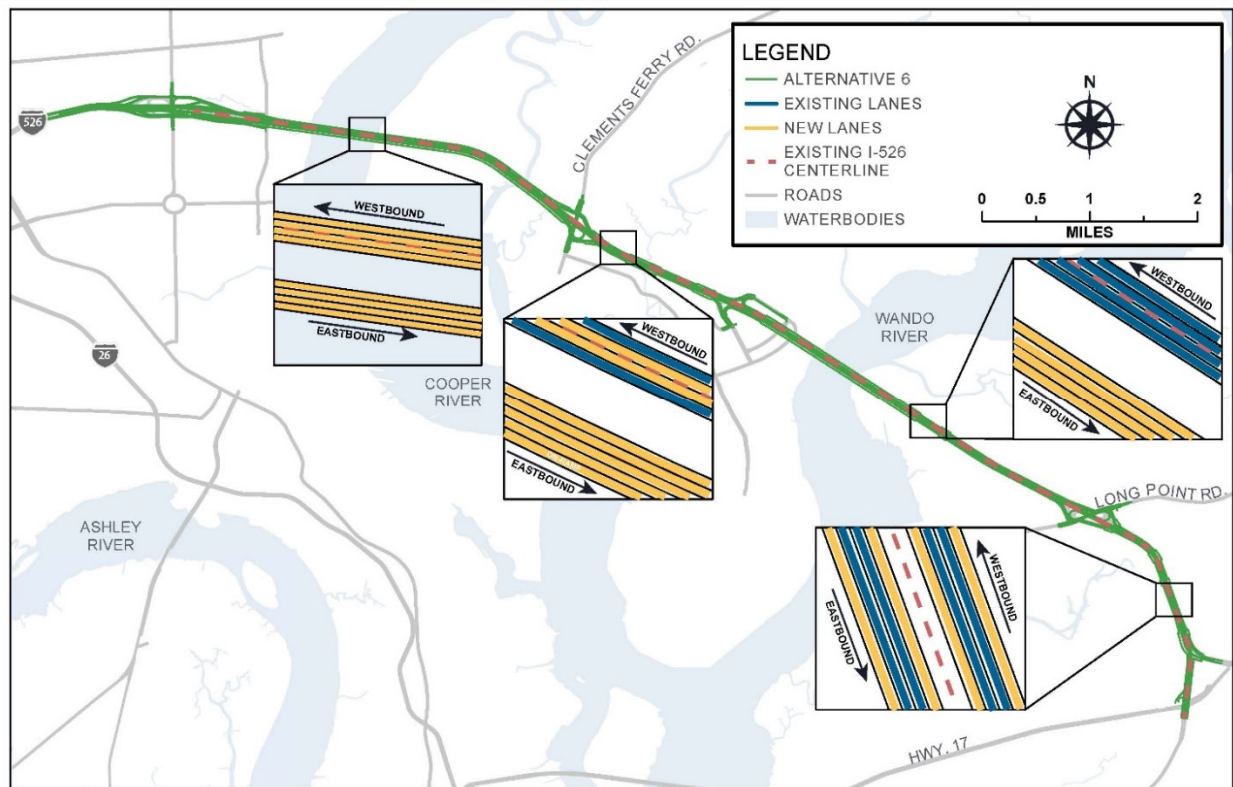 CLEMENTS FERRY RD.
LEGEND
ALTERNATIVE 6
EXISTING LANES
NEW LANES
EXISTING I-526
CENTERLINE
ROADS
WATERBODIES
N
0 0.5 1 2
MILES
526
WESTBOUND
EASTBOUND
WESTBOUND
EASTBOUND
WESTBOUND
EASTBOUND
WANDO
RIVER
26
COOPER
RIVER
LONG POINT RD.
ASHLEY
RIVER
WESTBOUND
EASTBOUND
HWY. 17